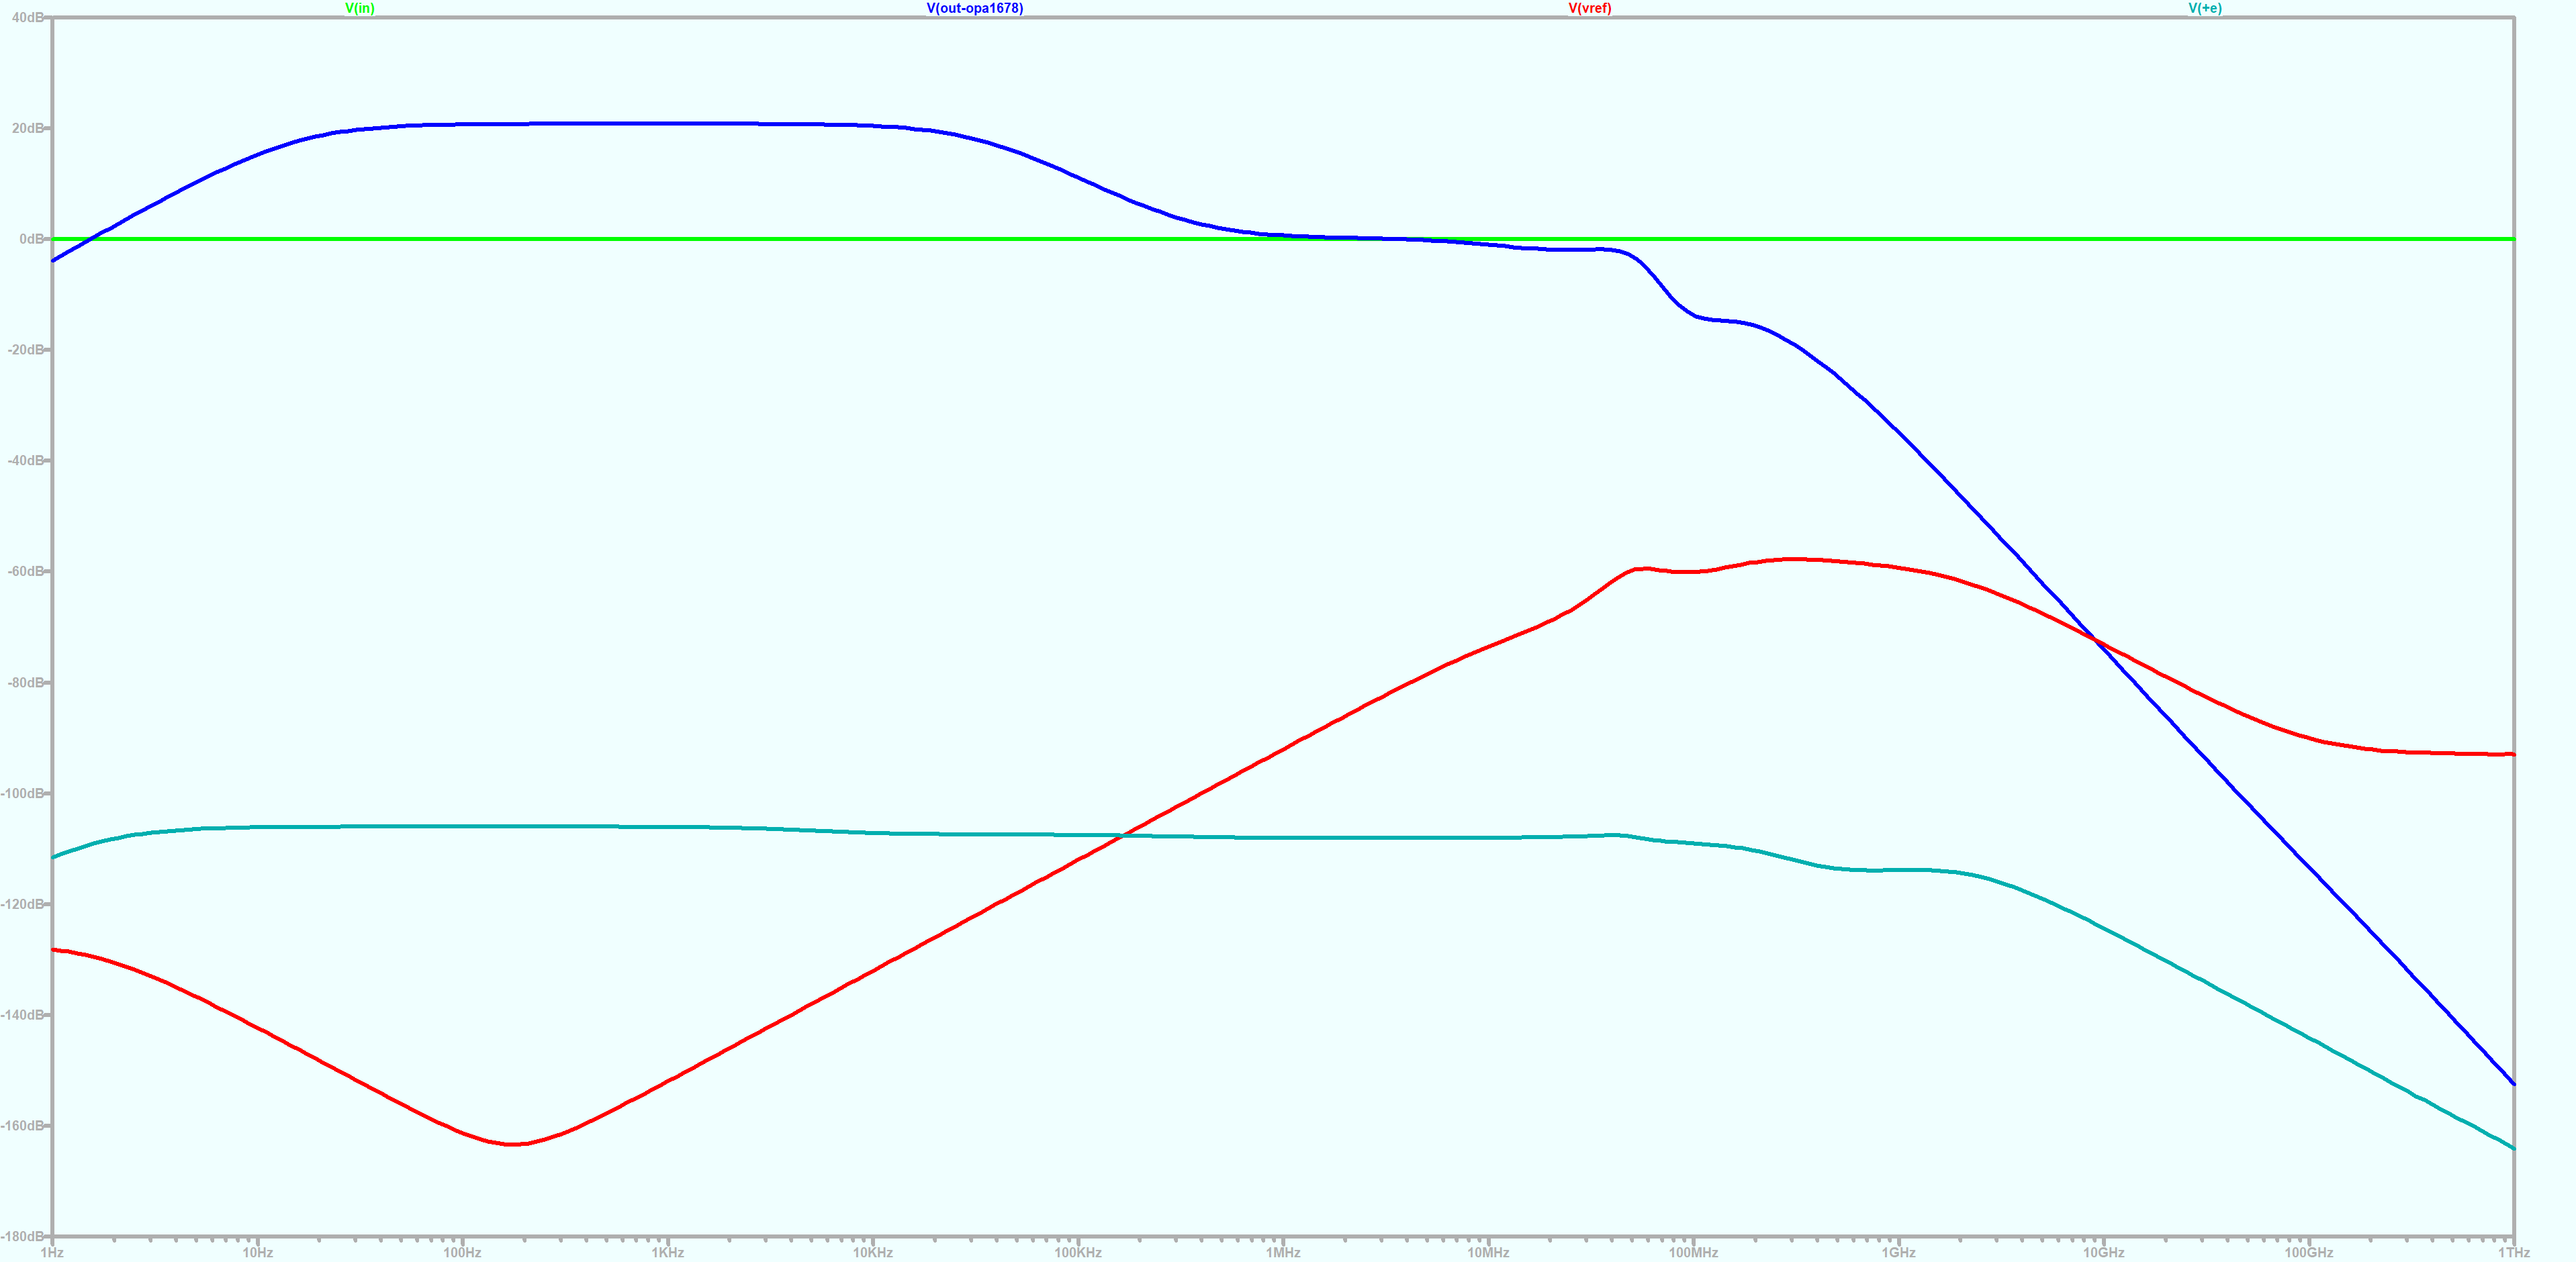 V(in) V(out-opa1678) V(vref) V(+e)
40dB
20dB
0dB
-20dB
-40dB
-60dB
-80dB
-100dB
-120dB
-140dB
-160dB
-180dB
1Hz 10Hz 100Hz 1KHz 10KHz 100KHz 1MHz 10MHz 100MHz 1GHz 10GHz 100GHz 1THz